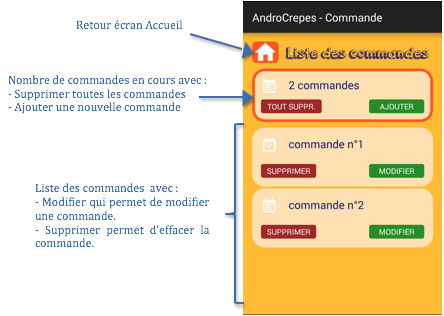 Retour écran Accueil
AndroCrepes - Commande
Liste des commandes
Nombre de commandes en cours avec :
- Supprimer toutes les commandes
- Ajouter une nouvelle commande
2 commandes
TOUT SUPPR.
AJOUTER
Liste des commandes avec :
- Modifier qui permet de modifier
une commande.
- Supprimer permet d'effacer la
commande.
commande n°1
SUPPRIMER
MODIFIER
commande n°2
SUPPRIMER
MODIFIER